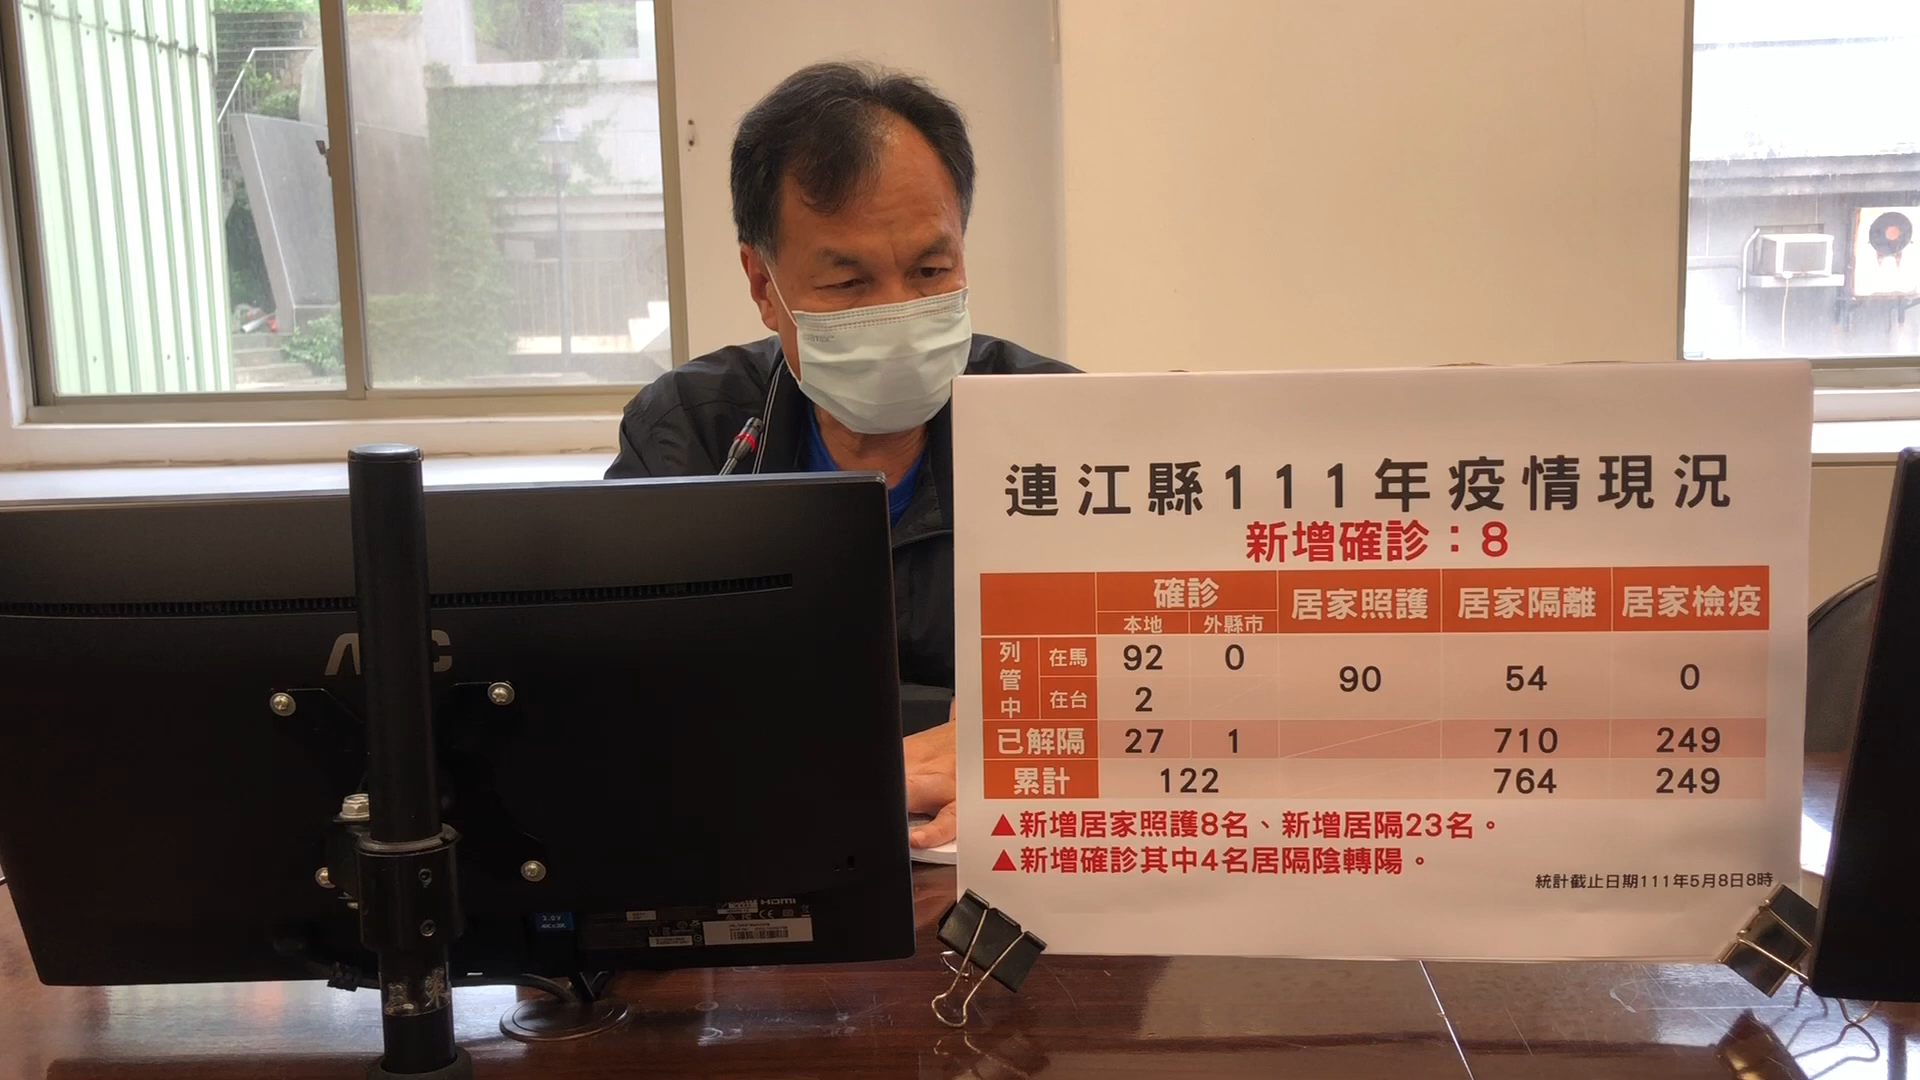 連江縣111年疫情現況
新增確診：8
確診 居家照護 居家隔離 居家檢疫
本地 外縣市
列管中 在馬 92 0 90 54 0
在台 2
已解隔 27 1 710 249
累計 122 764 249
▲新增居家照護8名、新增居隔23名。
▲新增確診其中4名居隔陰轉陽。
統計截止日期111年5月8日8時
HDMI